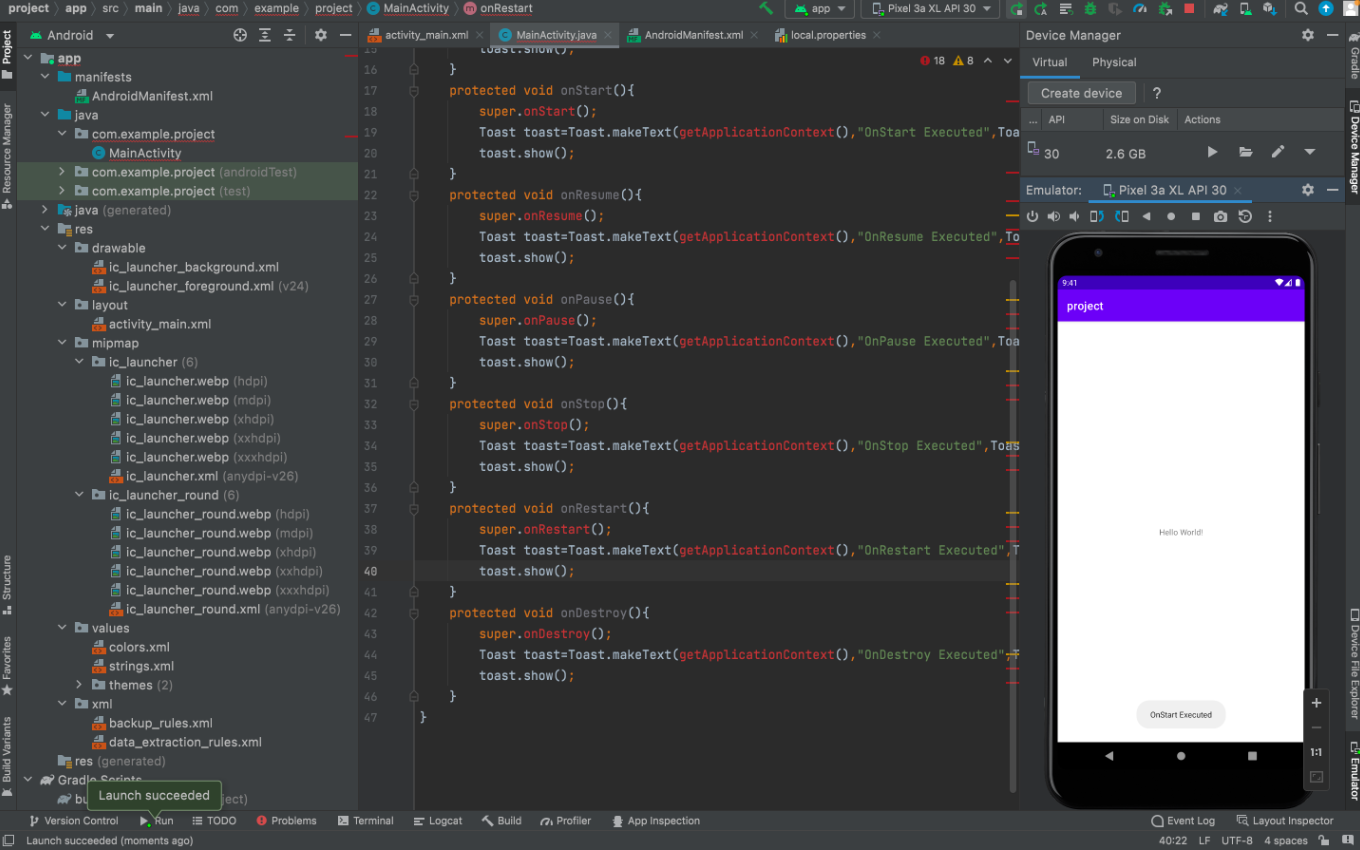 project app src main java com example project MainActivity onRestart
app Pixel 3a XL API 30
Android
activity_main.xml MainActivity.java AndroidManifest.xml local.properties
Project
Resource Manager
Structure
Favorites
Build Variants
app
manifests
AndroidManifest.xml
java
com.example.project
MainActivity
com.example.project (androidTest)
com.example.project (test)
java (generated)
res
drawable
ic_launcher_background.xml
ic_launcher_foreground.xml (v24)
layout
activity_main.xml
mipmap
ic_launcher (6)
ic_launcher.webp (hdpi)
ic_launcher.webp (mdpi)
ic_launcher.webp (xhdpi)
ic_launcher.webp (xxhdpi)
ic_launcher.webp (xxxhdpi)
ic_launcher.xml (anydpi-v26)
ic_launcher_round (6)
ic_launcher_round.webp (hdpi)
ic_launcher_round.webp (mdpi)
ic_launcher_round.webp (xhdpi)
ic_launcher_round.webp (xxhdpi)
ic_launcher_round.webp (xxxhdpi)
ic_launcher_round.xml (anydpi-v26)
values
colors.xml
strings.xml
themes (2)
xml
backup_rules.xml
data_extraction_rules.xml
res (generated)
Gradle Scripts
Launch succeeded
18 8
15 toast.show();
16 }
17 protected void onStart(){
18 super.onStart();
19 Toast toast=Toast.makeText(getApplicationContext(),"OnStart Executed",Toa
20 toast.show();
21 }
22 protected void onResume(){
23 super.onResume();
24 Toast toast=Toast.makeText(getApplicationContext(),"OnResume Executed",To
25 toast.show();
26 }
27 protected void onPause(){
28 super.onPause();
29 Toast toast=Toast.makeText(getApplicationContext(),"OnPause Executed",Toa
30 toast.show();
31 }
32 protected void onStop(){
33 super.onStop();
34 Toast toast=Toast.makeText(getApplicationContext(),"OnStop Executed",Toas
35 toast.show();
36 }
37 protected void onRestart(){
38 super.onRestart();
39 Toast toast=Toast.makeText(getApplicationContext(),"OnRestart Executed",T
40 toast.show();
41 }
42 protected void onDestroy(){
43 super.onDestroy();
44 Toast toast=Toast.makeText(getApplicationContext(),"OnDestroy Executed",T
45 toast.show();
46 }
47 }
Device Manager
Virtual Physical
Create device ?
... API Size on Disk Actions
30 2.6 GB
Emulator: Pixel 3a XL API 30
9:41
project
Hello World!
OnStart Executed
1:1
Gradle
Device Manager
Device File Explorer
Emulator
Version Control Run TODO Problems Terminal Logcat Build Profiler App Inspection Event Log Layout Inspector
Launch succeeded (moments ago) 40:22 LF UTF-8 4 spaces